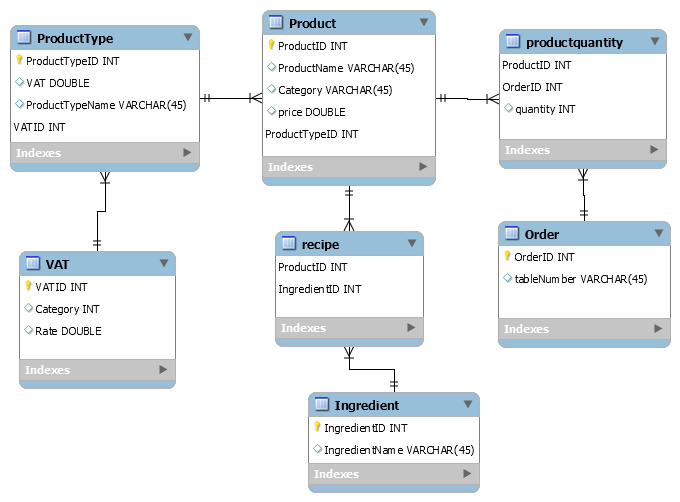 ProductType
ProductTypeID INT
VAT DOUBLE
ProductTypeName VARCHAR(45)
VATID INT
Indexes
Product
ProductID INT
ProductName VARCHAR(45)
Category VARCHAR(45)
price DOUBLE
ProductTypeID INT
Indexes
productquantity
ProductID INT
OrderID INT
quantity INT
Indexes
VAT
VATID INT
Category INT
Rate DOUBLE
Indexes
recipe
ProductID INT
IngredientID INT
Indexes
Order
OrderID INT
tableNumber VARCHAR(45)
Indexes
Ingredient
IngredientID INT
IngredientName VARCHAR(45)
Indexes